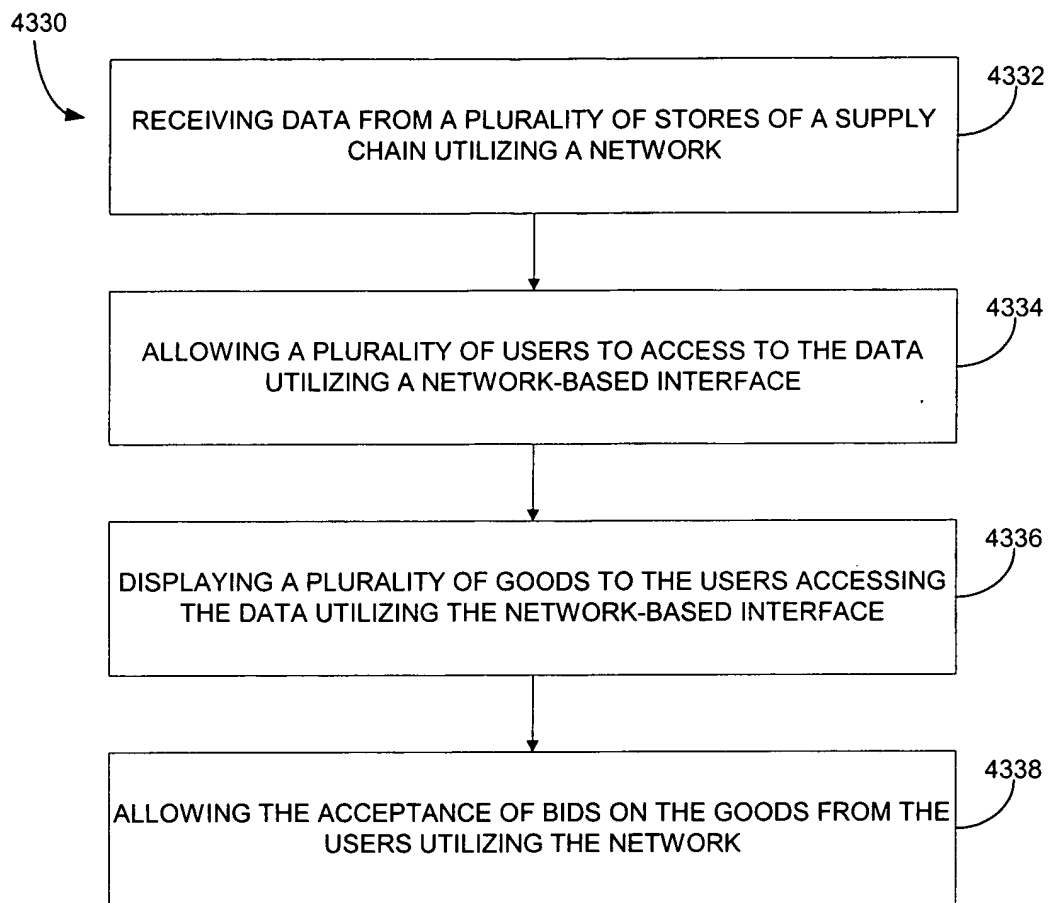 4330
4332
RECEIVING DATA FROM A PLURALITY OF STORES OF A SUPPLY
CHAIN UTILIZING A NETWORK
4334
ALLOWING A PLURALITY OF USERS TO ACCESS TO THE DATA
UTILIZING A NETWORK-BASED INTERFACE
4336
DISPLAYING A PLURALITY OF GOODS TO THE USERS ACCESSING
THE DATA UTILIZING THE NETWORK-BASED INTERFACE
4338
ALLOWING THE ACCEPTANCE OF BIDS ON THE GOODS FROM THE
USERS UTILIZING THE NETWORK